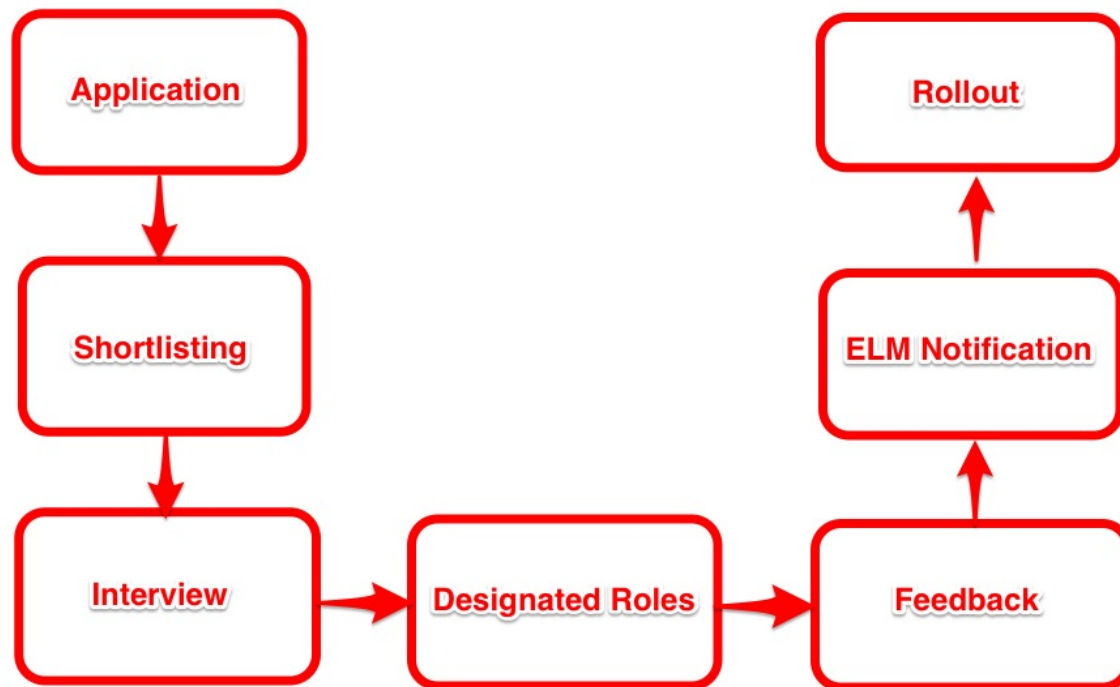 Application
Shortlisting
Interview
Designated Roles
Feedback
ELM Notification
Rollout